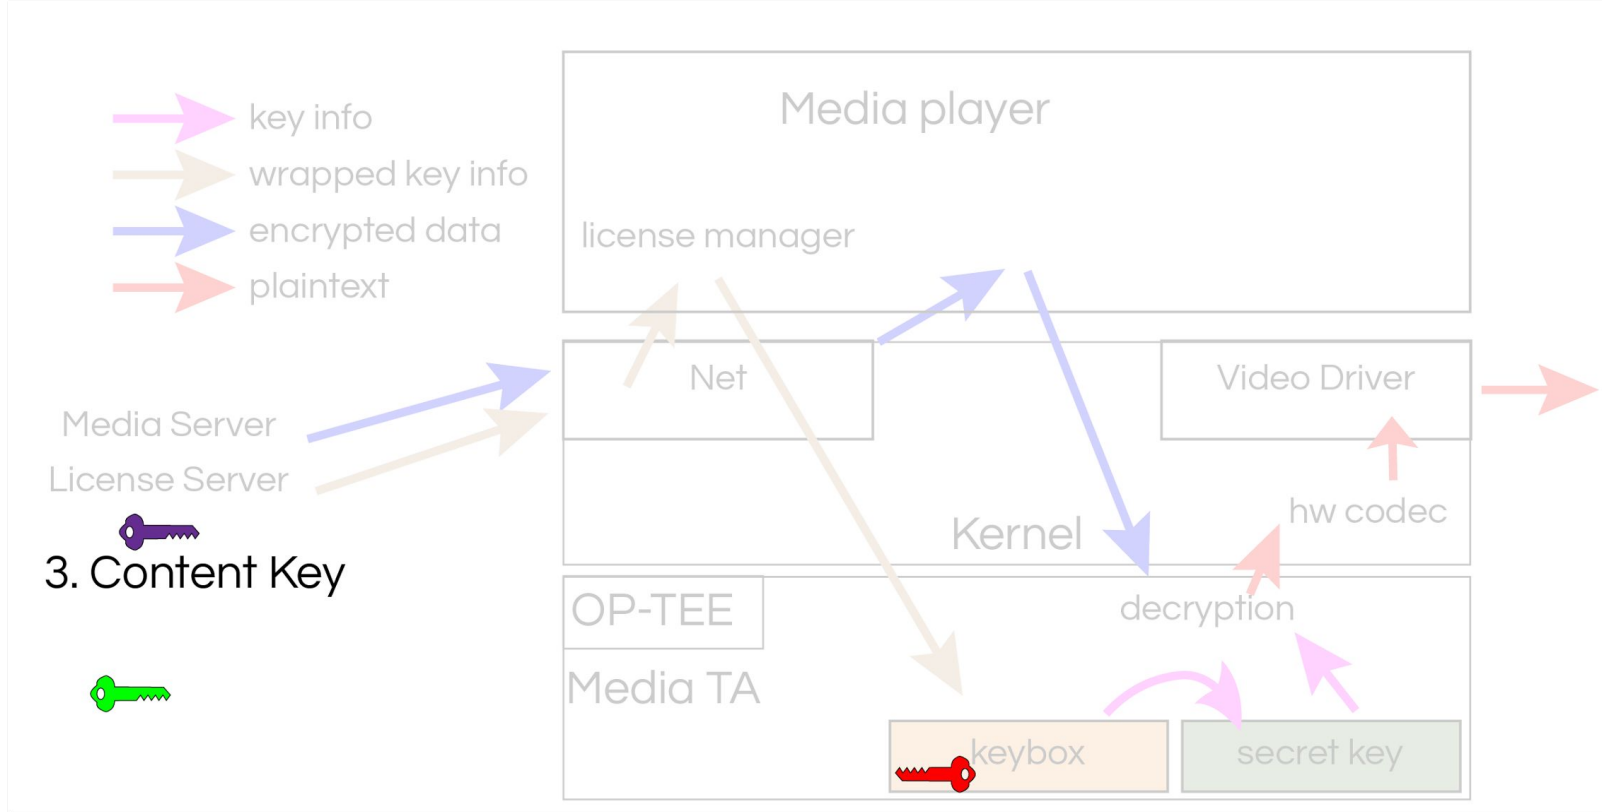 Media player
key info
wrapped key info
encrypted data
plaintext
license manager
Net
Video Driver
Media Server
License Server
hw codec
Kernel
3. Content Key
OP-TEE
decryption
Media TA
keybox
secret key